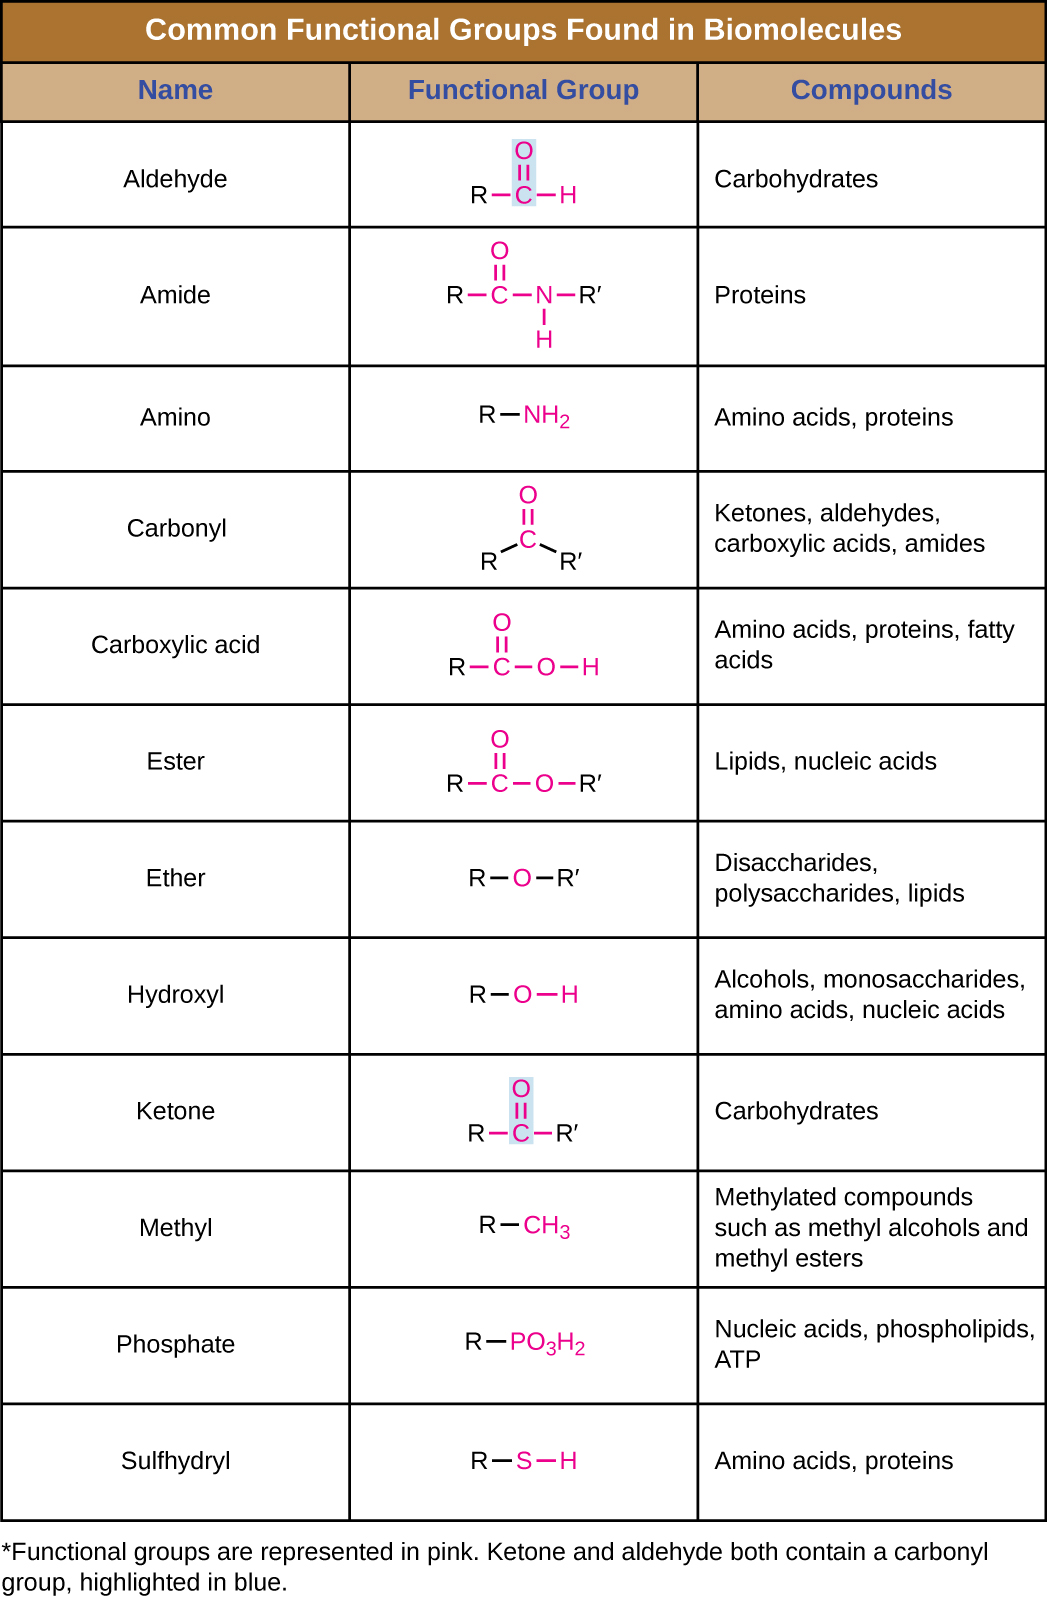 Common Functional Groups Found in Biomolecules
Name Functional Group Compounds
Aldehyde
O
R C H
Carbohydrates
Amide
O
R C N R′
H
Proteins
Amino
R NH₂
Amino acids, proteins
Carbonyl
O
C
R R′
Ketones, aldehydes,
carboxylic acids, amides
Carboxylic acid
O
R C O H
Amino acids, proteins, fatty
acids
Ester
O
R C O R′
Lipids, nucleic acids
Ether
R O R′
Disaccharides,
polysaccharides, lipids
Hydroxyl
R O H
Alcohols, monosaccharides,
amino acids, nucleic acids
Ketone
O
R C R′
Carbohydrates
Methyl
R CH₃
Methylated compounds
such as methyl alcohols and
methyl esters
Phosphate
R PO₃H₂
Nucleic acids, phospholipids,
ATP
Sulfhydryl
R S H
Amino acids, proteins
*Functional groups are represented in pink. Ketone and aldehyde both contain a carbonyl
group, highlighted in blue.